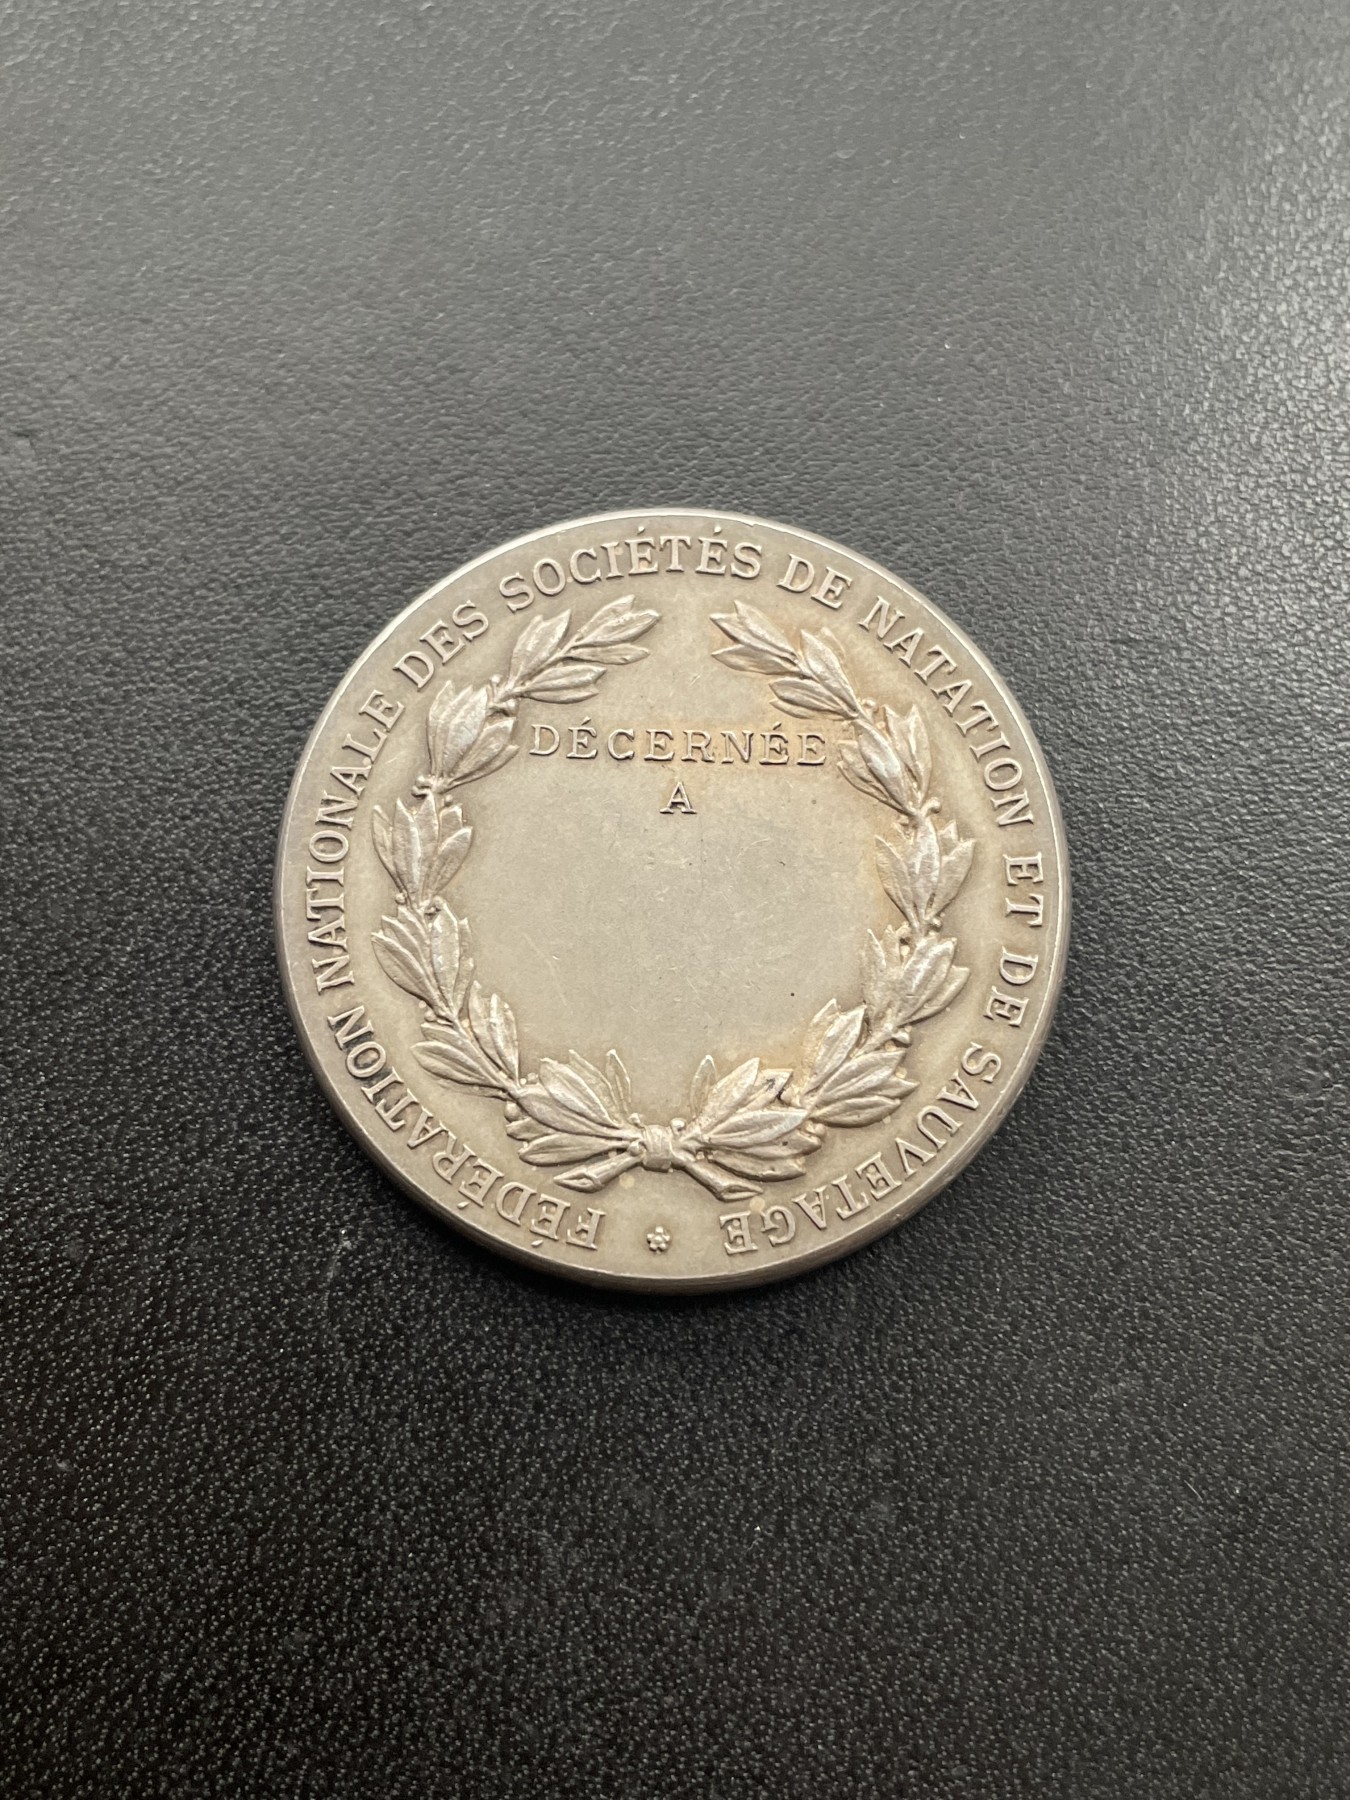 FÉDÉRATION NATIONALE DES SOCIÉTÉS DE NATATION ET DE SAUVETAGE
DÉCERNÉE
A